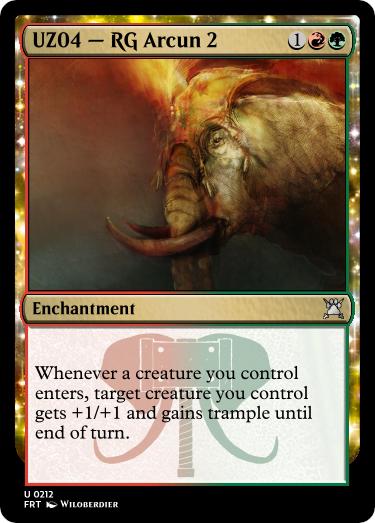 UZ04 — RG Arcun 2 1
Enchantment
Whenever a creature you control
enters, target creature you control
gets +1/+1 and gains trample until
end of turn.
U 0212
FRT Wiloberdier